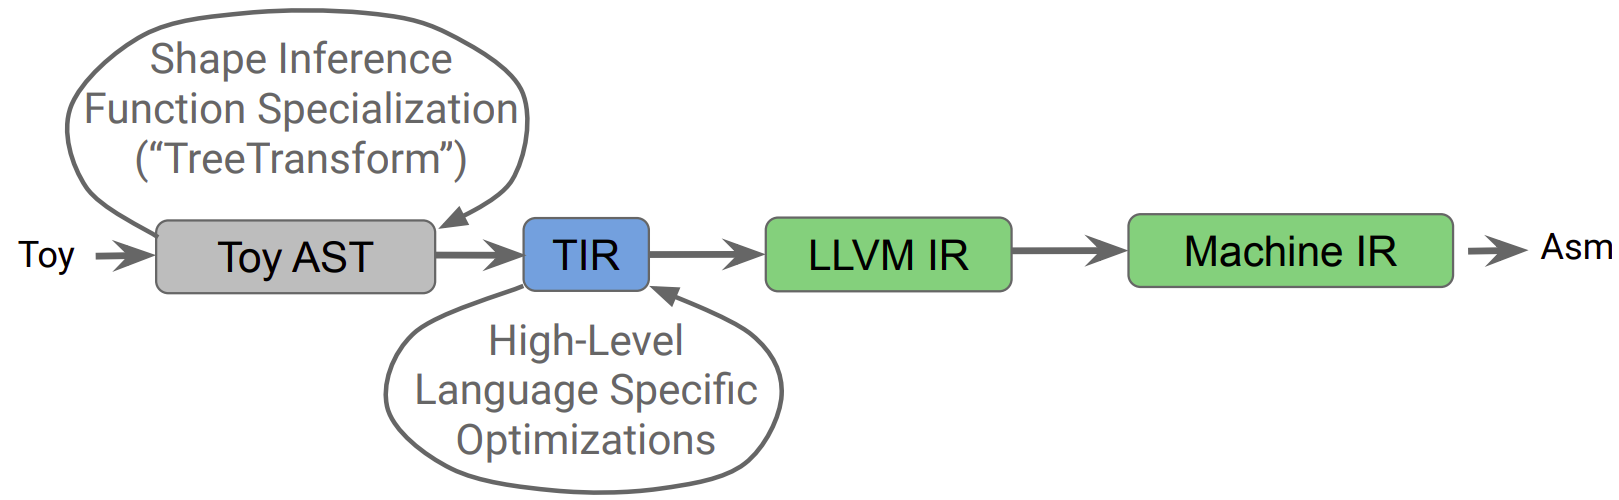 Shape Inference
Function Specialization
(“TreeTransform”)
Toy
Toy AST
TIR
LLVM IR
Machine IR
Asm
High-Level
Language Specific
Optimizations